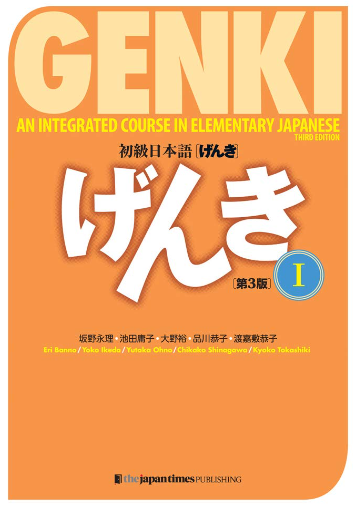 GENKI
AN INTEGRATED COURSE IN ELEMENTARY JAPANESE
THIRD EDITION
初級日本語[げんき]
げんき
I
[第3版]
坂野永理・池田庸子・大野裕・品川恭子・渡嘉敷恭子
Eri Banno/Yoko Ikeda/Yutaka Ohno/Chikako Shinagawa/Kyoko Tokashiki
the japan times PUBLISHING